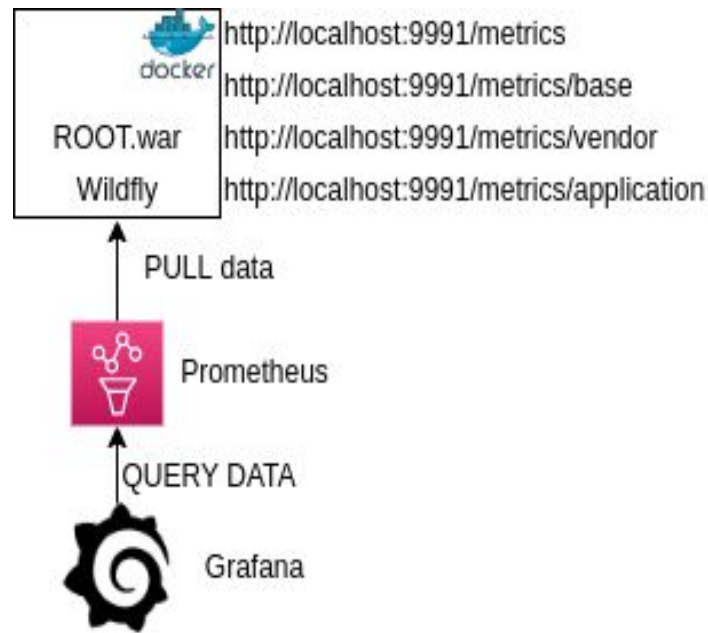 http://localhost:9991/metrics
docker
http://localhost:9991/metrics/base
ROOT.war
http://localhost:9991/metrics/vendor
Wildfly
http://localhost:9991/metrics/application
PULL data
Prometheus
QUERY DATA
Grafana